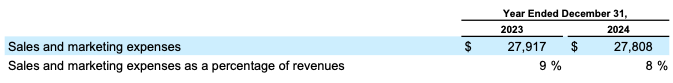 Year Ended December 31,
2023 2024
Sales and marketing expenses $ 27,917 $ 27,808
Sales and marketing expenses as a percentage of revenues 9 % 8 %